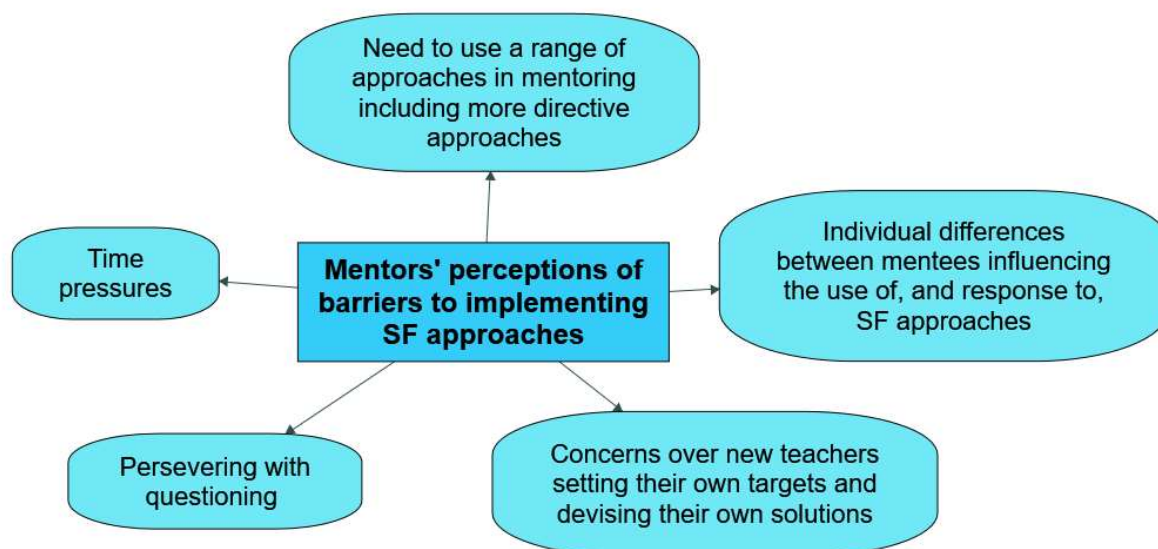 Need to use a range of
approaches in mentoring
including more directive
approaches
Time
pressures
Mentors' perceptions of
barriers to implementing
SF approaches
Individual differences
between mentees influencing
the use of, and response to,
SF approaches
Persevering with
questioning
Concerns over new teachers
setting their own targets and
devising their own solutions